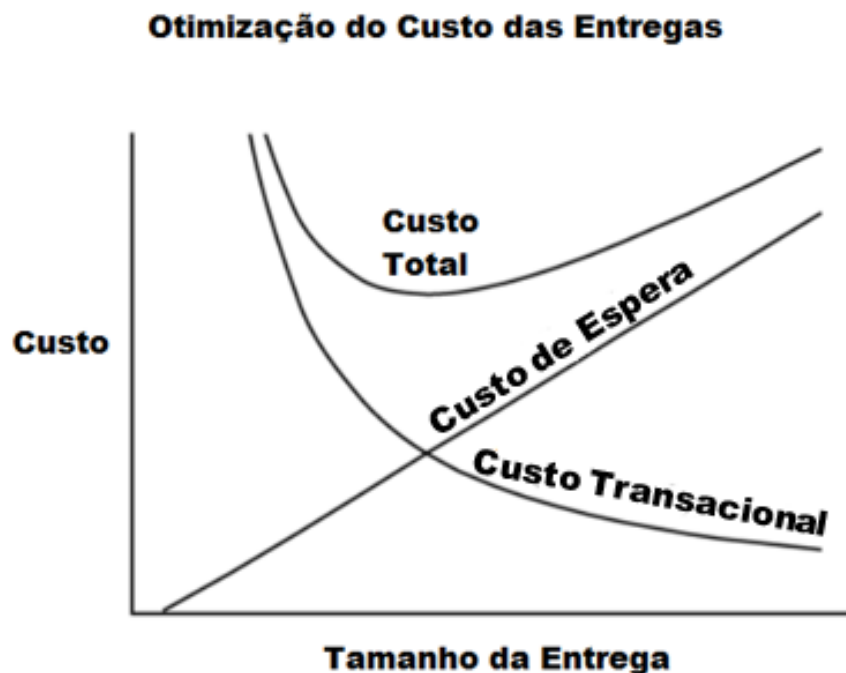 Otimização do Custo das Entregas
Custo
Total
Custo
Custo de Espera
Custo Transacional
Tamanho da Entrega